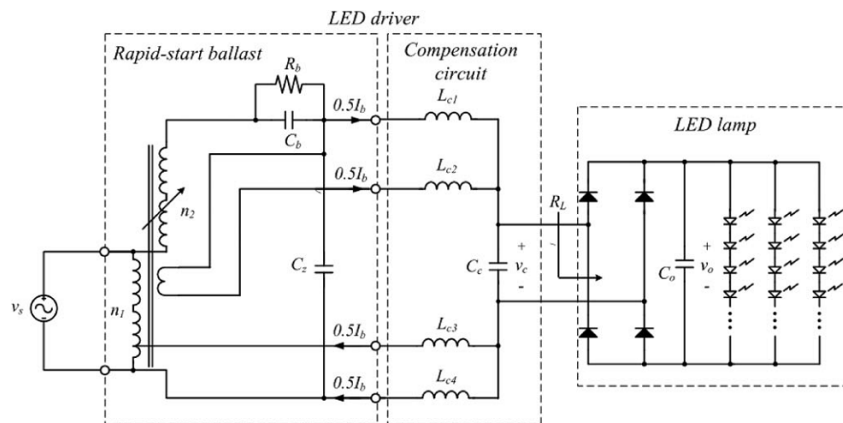 LED driver
Rapid-start ballast
Compensation
circuit
LED lamp
R_b
C_b
0.5I_b
L_c1
0.5I_b
L_c2
n_2
R_L
C_z
C_c
+
v_c
-
C_o
+
v_o
-
v_s
n_1
0.5I_b
L_c3
0.5I_b
L_c4